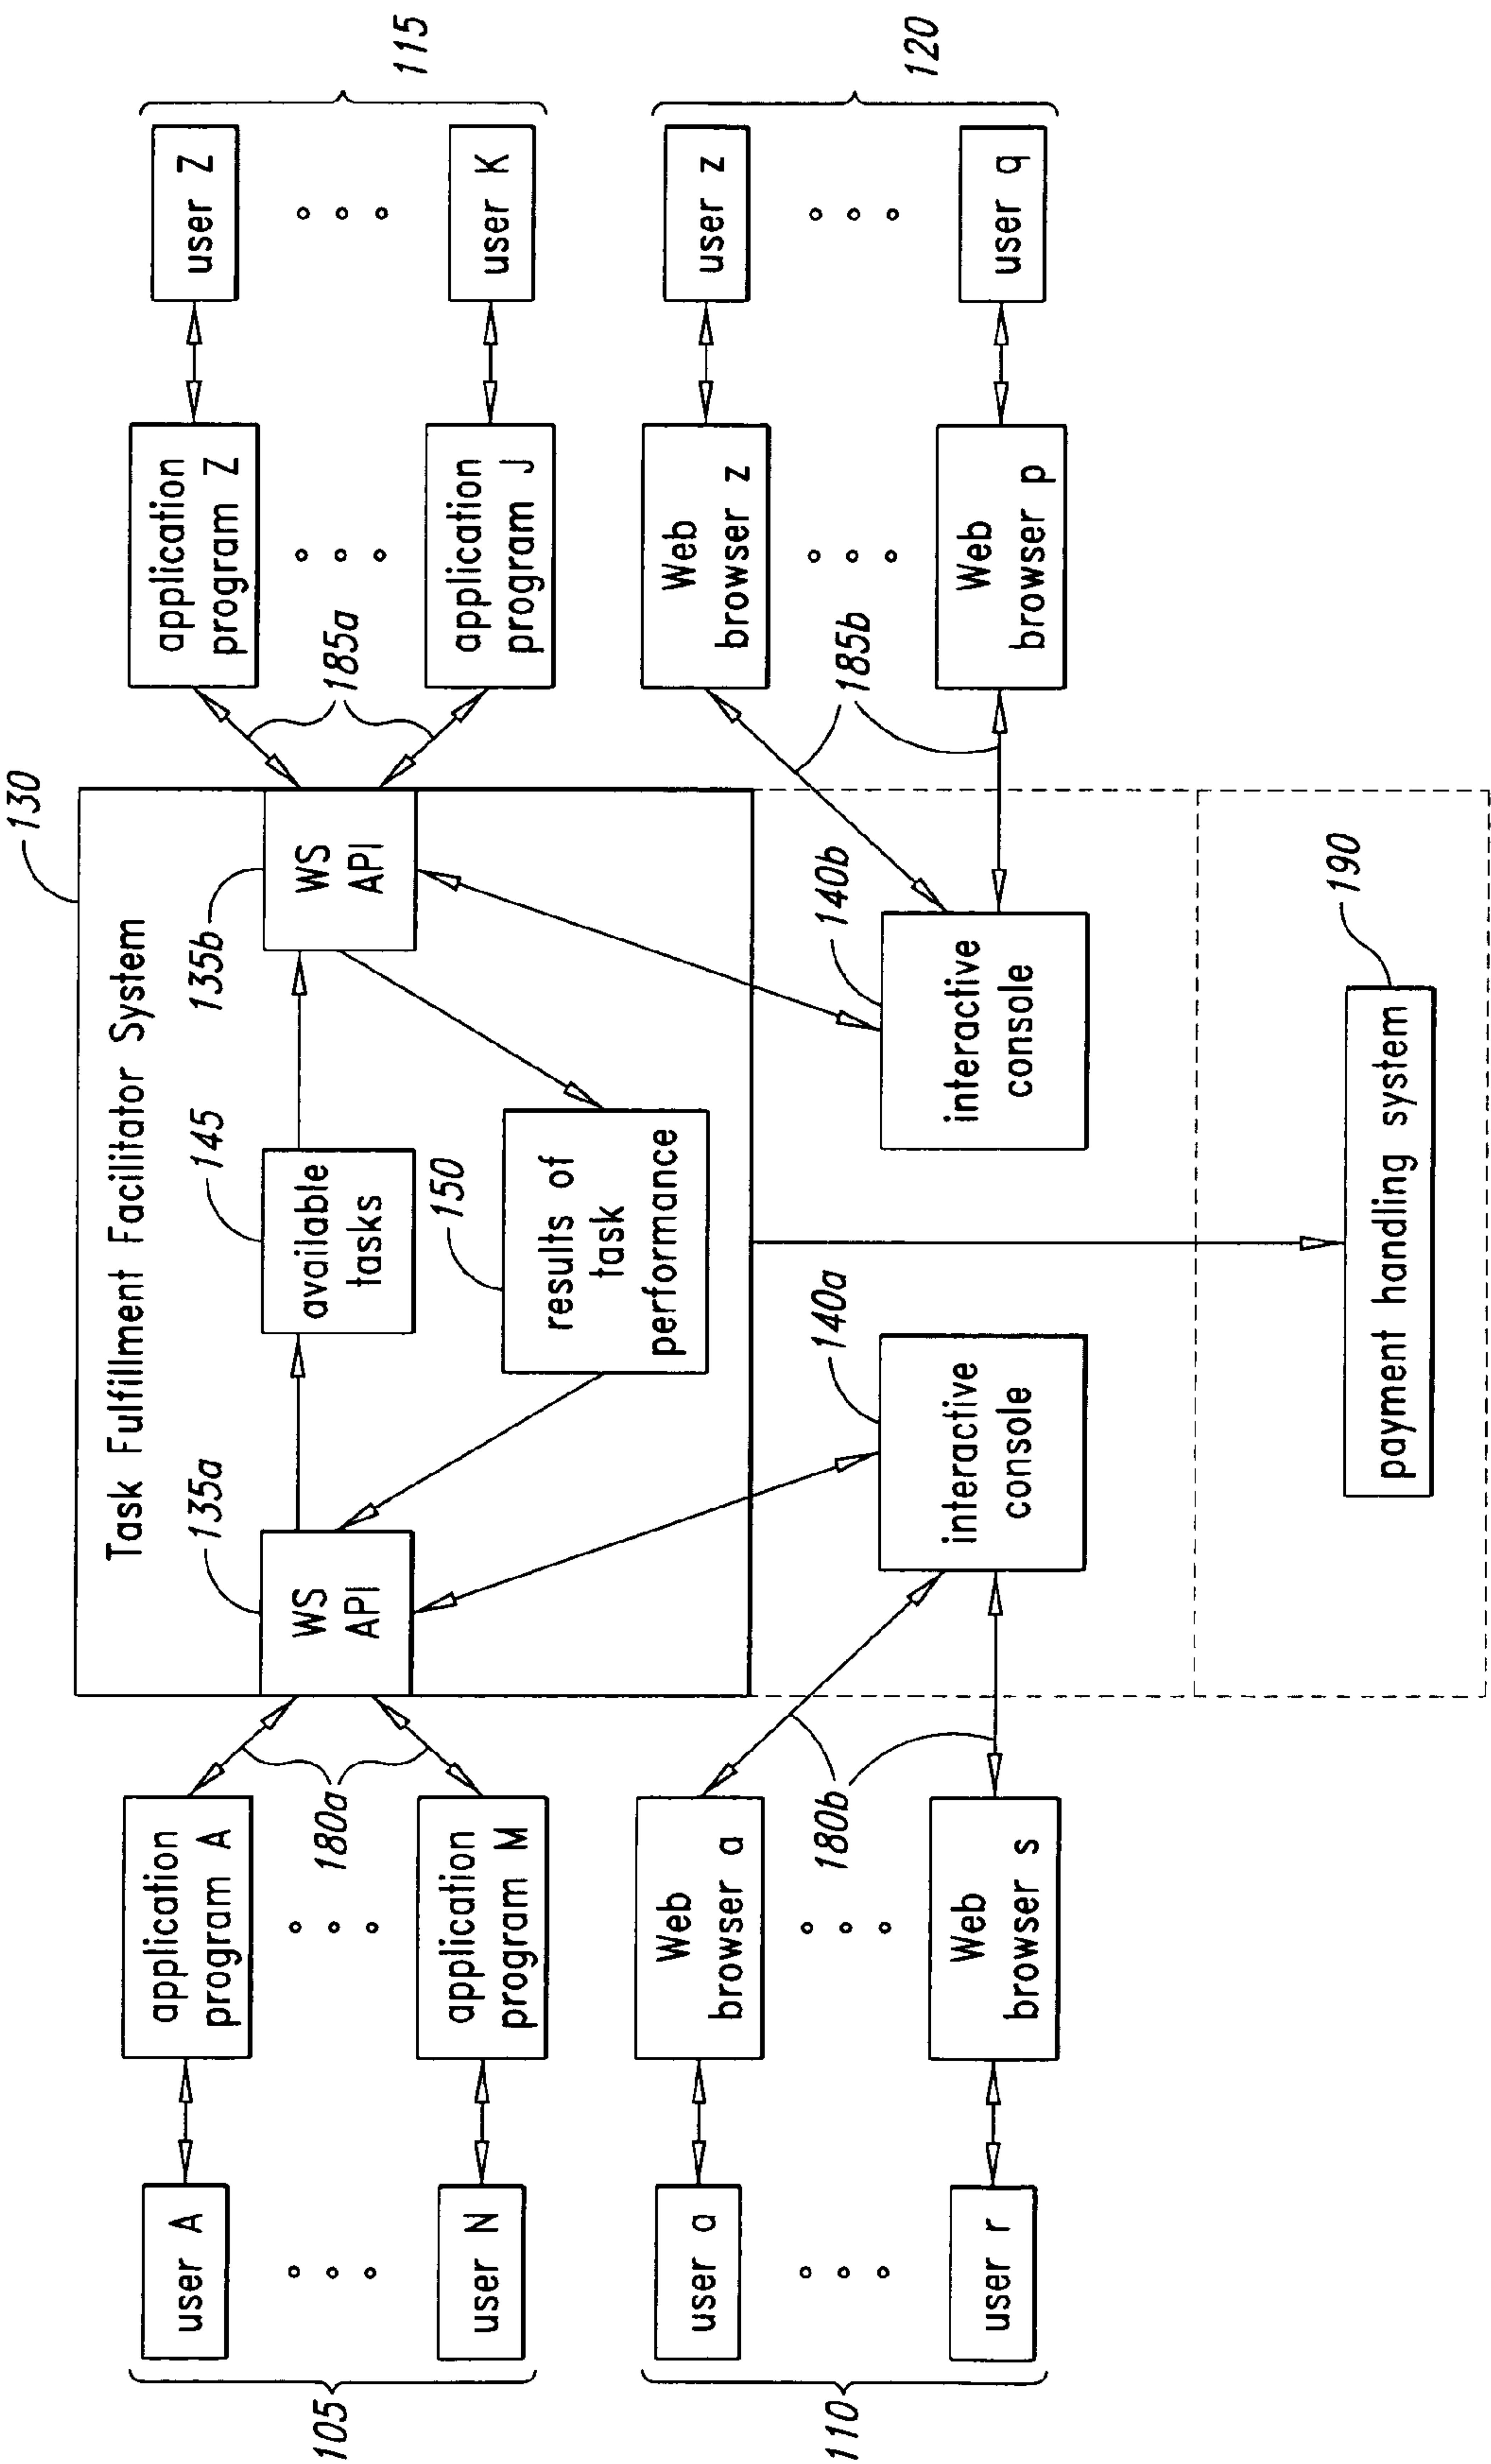 130
Task Fulfillment Facilitator System
user A
application
program A
135a
WS
API
145
available
tasks
135b
WS
API
application
program Z
user Z
105
180a
185a
115
user N
application
program M
150
results of
task
performance
application
program J
user K
user a
Web
browser a
Web
browser z
user z
110
180b
140a
interactive
console
140b
interactive
console
185b
120
user r
Web
browser s
Web
browser p
user q
190
payment handling system